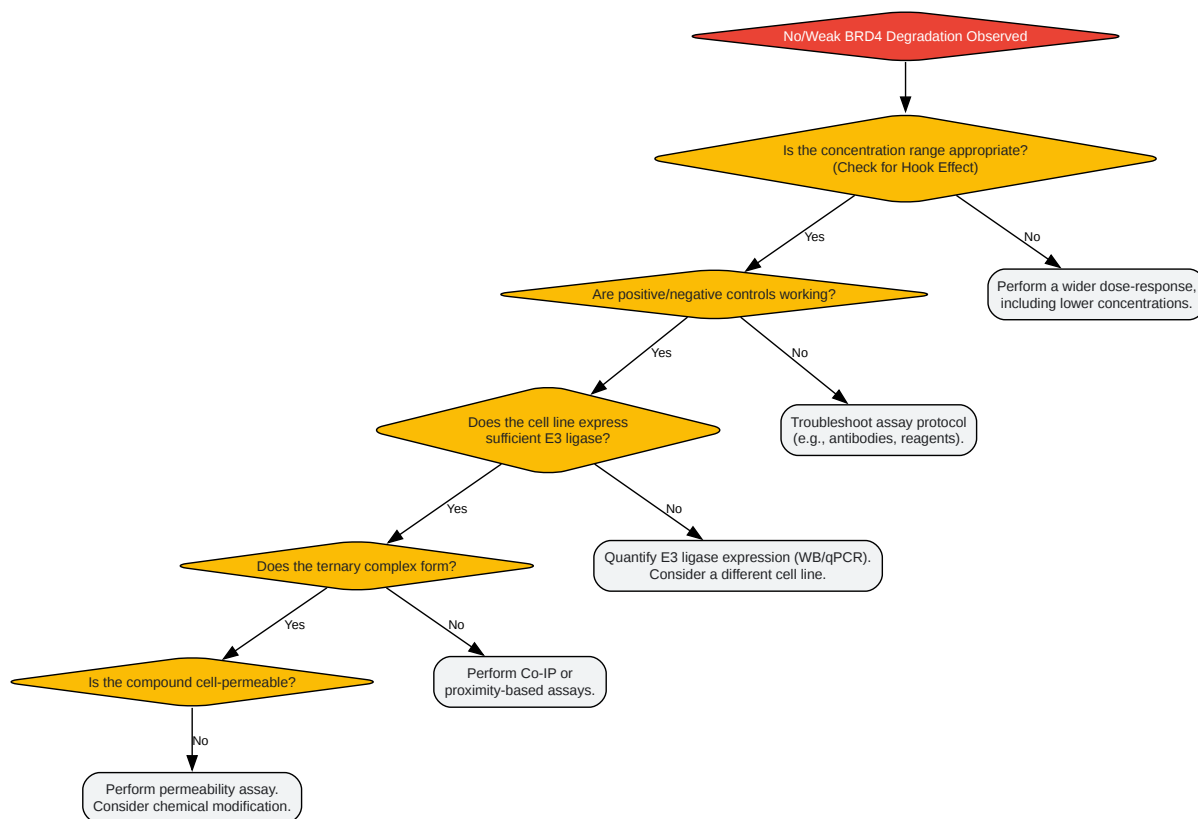 No/Weak BRD4 Degradation Observed
Is the concentration range appropriate?
(Check for Hook Effect)
Yes
No
Are positive/negative controls working?
Perform a wider dose-response,
including lower concentrations.
Yes
No
Does the cell line express
sufficient E3 ligase?
Troubleshoot assay protocol
(e.g., antibodies, reagents).
Yes
No
Does the ternary complex form?
Quantify E3 ligase expression (WB/qPCR).
Consider a different cell line.
Yes
No
Is the compound cell-permeable?
Perform Co-IP or
proximity-based assays.
No
Perform permeability assay.
Consider chemical modification.